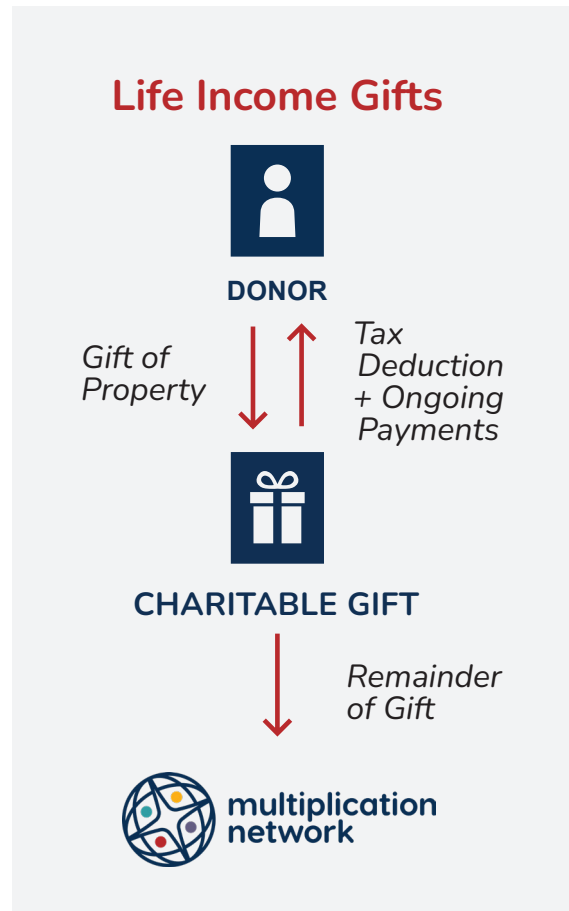 Life Income Gifts
DONOR
Gift of
Property
Tax
Deduction
+ Ongoing
Payments
CHARITABLE GIFT
Remainder
of Gift
multiplication
network